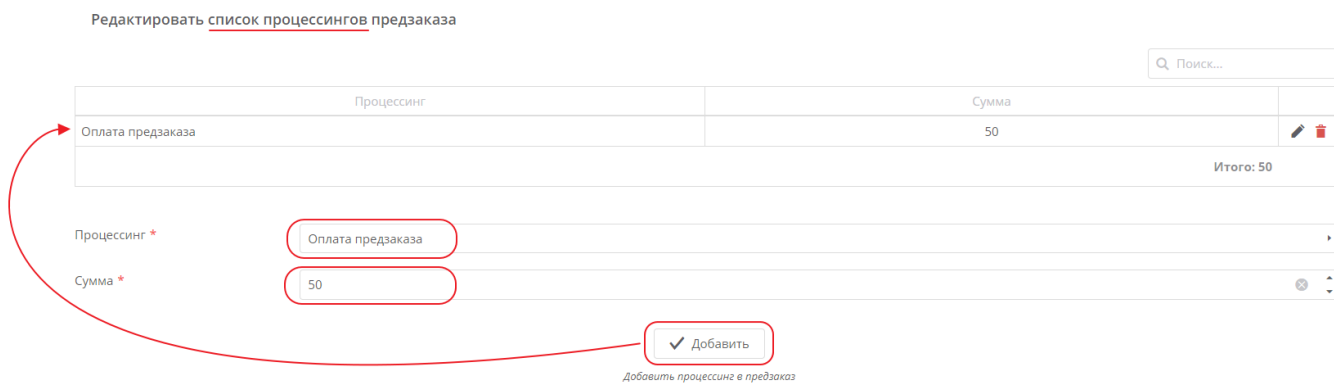 Редактировать список процессингов предзаказа
Поиск...
Процессинг Сумма
Оплата предзаказа 50
Итого: 50
Процессинг * Оплата предзаказа
Сумма * 50
Добавить
Добавить процессинг в предзаказ